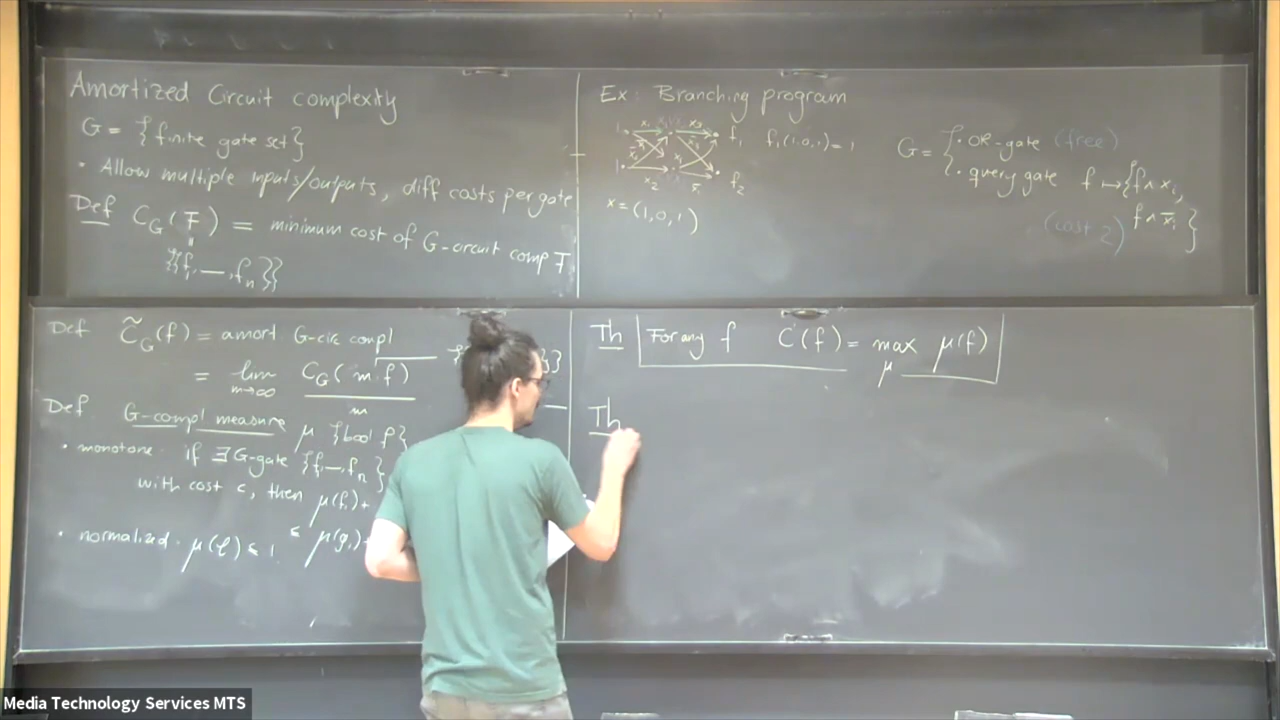 Amortized Circuit complexity
G = { finite gate set }
• Allow multiple inputs/outputs, diff costs per gate
Def C_G(F) = minimum cost of G-circuit comp F
{{f_1, —, f_n}}
Ex: Branching program
f_1 f_1(1,0,1) = 1
f_2
x = (1,0,1)
G = { • OR-gate (free)
• query gate f ↦ {f ∧ x_i,
(cost 2) f ∧ x̄_i }
Def C̃_G(f) = amort G-circ compl
= lim m→∞ C_G(m·f) / m
Def G-compl measure μ {bool f}
• monotone: if ∃ G-gate {f_1, —, f_n}
with cost c, then μ(f_1) +
≤ μ(g_1) +
• normalized: μ(ℓ) ≤ 1
Th For any f C̃(f) = max_μ μ(f)
Th
Media Technology Services MTS